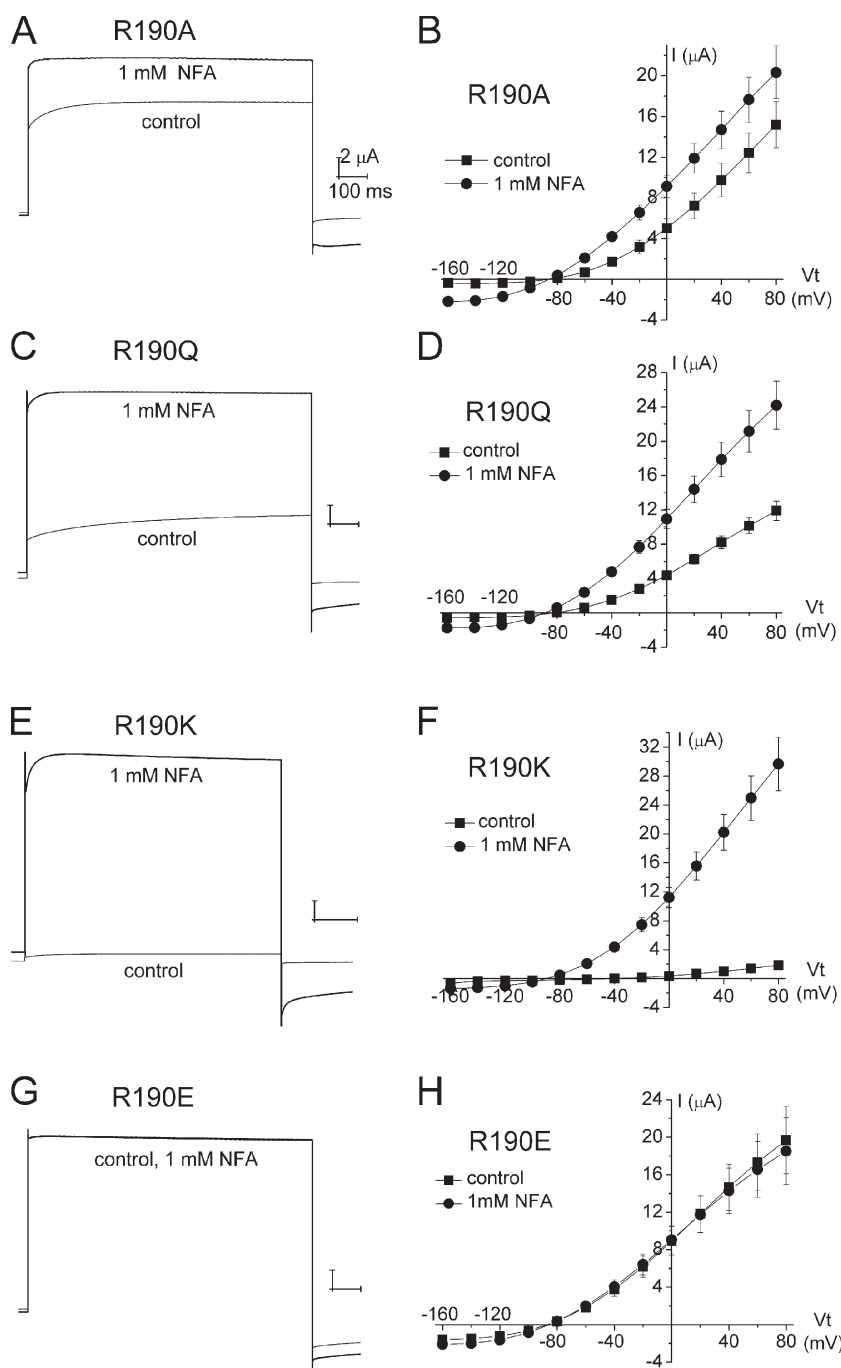 A
R190A
1 mM NFA
control
2 μA
100 ms
B
I (μA)
R190A
control
1 mM NFA
20
16
12
8
4
-4
-160
-120
-80
-40
0
40
80
Vt
(mV)
C
R190Q
1 mM NFA
control
D
I (μA)
R190Q
control
1 mM NFA
28
24
20
16
12
8
4
-4
-160
-120
-80
-40
0
40
80
Vt
(mV)
E
R190K
1 mM NFA
control
F
I (μA)
R190K
control
1 mM NFA
32
28
24
20
16
12
8
4
-4
-160
-120
-80
-40
0
40
80
Vt
(mV)
G
R190E
control, 1 mM NFA
H
I (μA)
R190E
control
1mM NFA
24
20
16
12
8
4
-4
-160
-120
-80
-40
0
40
80
Vt
(mV)